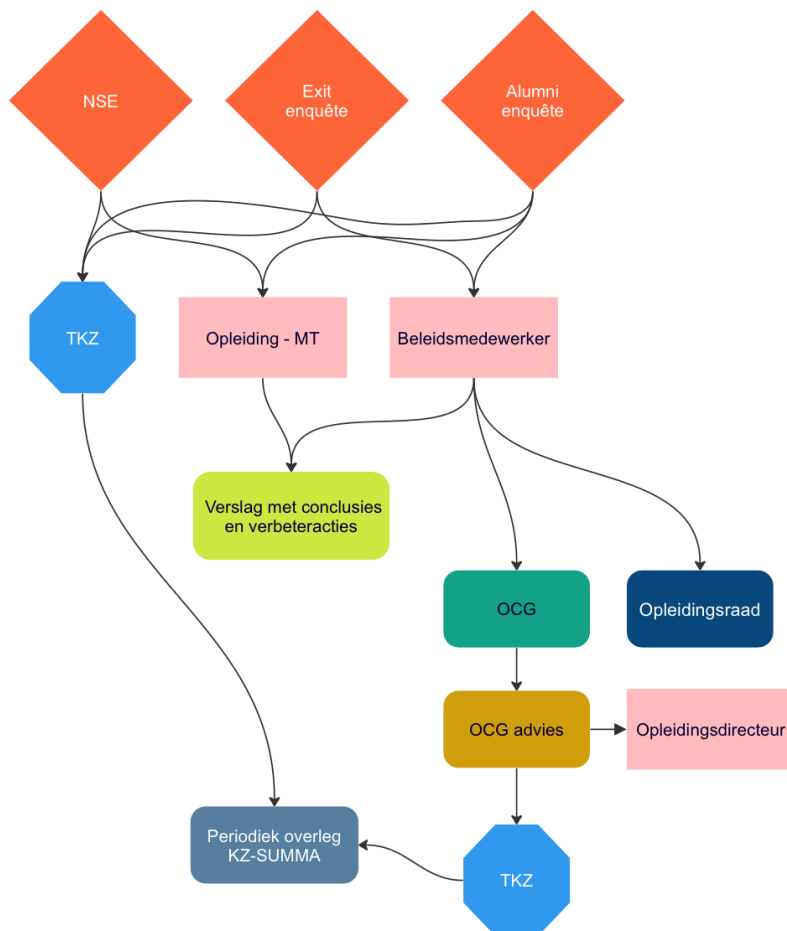 NSE
Exit
enquête
Alumni
enquête
TKZ
Opleiding - MT
Beleidsmedewerker
Verslag met conclusies
en verbeteracties
OCG
Opleidingsraad
OCG advies
Opleidingsdirecteur
Periodiek overleg
KZ-SUMMA
TKZ